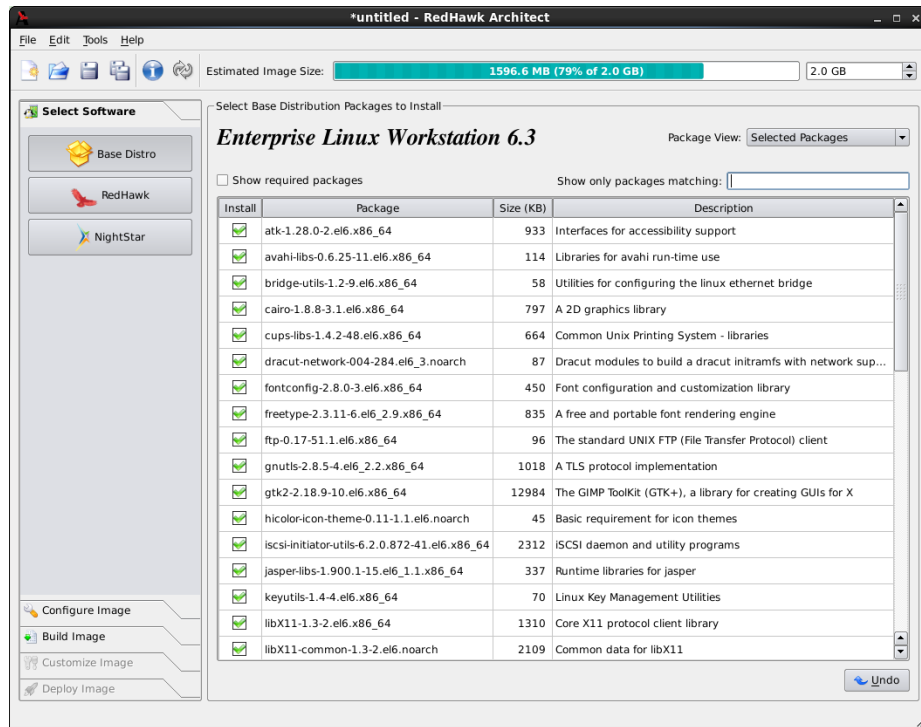 *untitled - RedHawk Architect
File Edit Tools Help
Estimated Image Size: 1596.6 MB (79% of 2.0 GB) 2.0 GB
Select Software
Base Distro
RedHawk
NightStar
Configure Image
Build Image
Customize Image
Deploy Image
Select Base Distribution Packages to Install
Enterprise Linux Workstation 6.3
Package View: Selected Packages
Show required packages
Show only packages matching:
Install Package Size (KB) Description
atk-1.28.0-2.el6.x86_64 933 Interfaces for accessibility support
avahi-libs-0.6.25-11.el6.x86_64 114 Libraries for avahi run-time use
bridge-utils-1.2-9.el6.x86_64 58 Utilities for configuring the linux ethernet bridge
cairo-1.8.8-3.1.el6.x86_64 797 A 2D graphics library
cups-libs-1.4.2-48.el6.x86_64 664 Common Unix Printing System - libraries
dracut-network-004-284.el6_3.noarch 87 Dracut modules to build a dracut initramfs with network sup...
fontconfig-2.8.0-3.el6.x86_64 450 Font configuration and customization library
freetype-2.3.11-6.el6_2.9.x86_64 835 A free and portable font rendering engine
ftp-0.17-51.1.el6.x86_64 96 The standard UNIX FTP (File Transfer Protocol) client
gnutls-2.8.5-4.el6_2.2.x86_64 1018 A TLS protocol implementation
gtk2-2.18.9-10.el6.x86_64 12984 The GIMP ToolKit (GTK+), a library for creating GUIs for X
hicolor-icon-theme-0.11-1.1.el6.noarch 45 Basic requirement for icon themes
iscsi-initiator-utils-6.2.0.872-41.el6.x86_64 2312 iSCSI daemon and utility programs
jasper-libs-1.900.1-15.el6_1.1.x86_64 337 Runtime libraries for jasper
keyutils-1.4-4.el6.x86_64 70 Linux Key Management Utilities
libX11-1.3-2.el6.x86_64 1310 Core X11 protocol client library
libX11-common-1.3-2.el6.noarch 2109 Common data for libX11
Undo